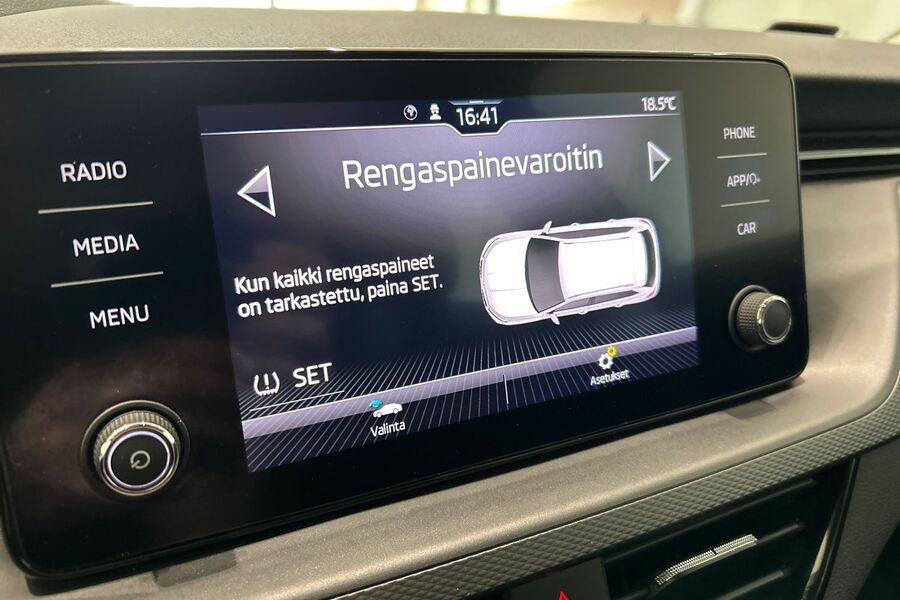 16:41
18.5°C
Rengaspainevaroitin
Kun kaikki rengaspaineet
on tarkastettu, paina SET.
SET
Valinta
Asetukset
RADIO
MEDIA
MENU
PHONE
APP/
CAR